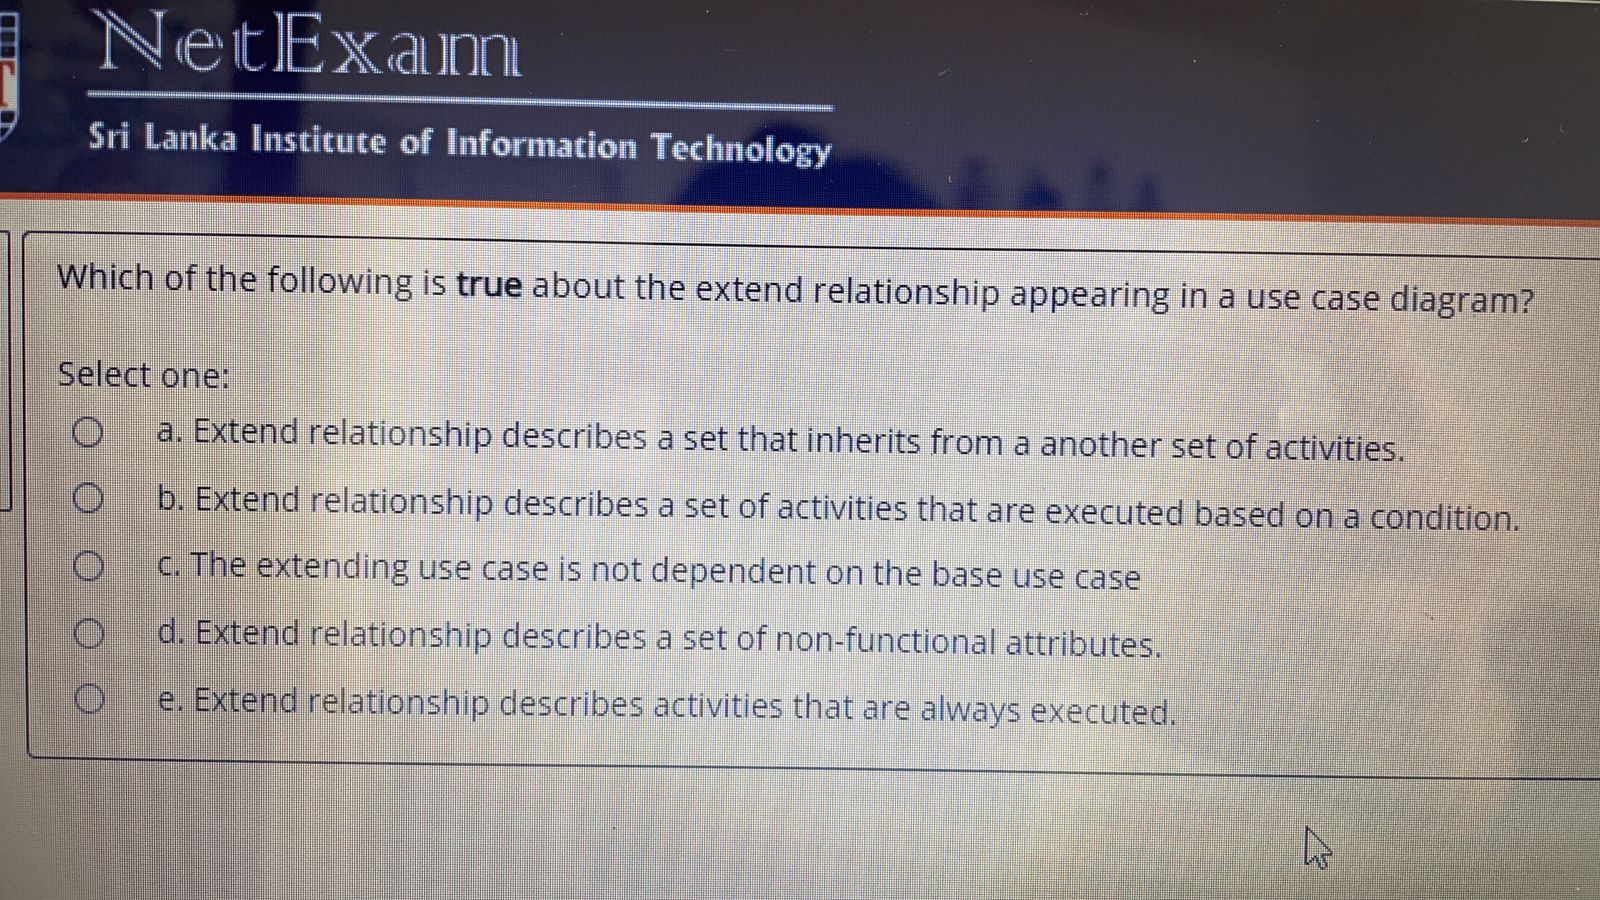 NetExam
Sri Lanka Institute of Information Technology
Which of the following is true about the extend relationship appearing in a use case diagram?
Select one:
a. Extend relationship describes a set that inherits from a another set of activities.
b. Extend relationship describes a set of activities that are executed based on a condition.
c. The extending use case is not dependent on the base use case
d. Extend relationship describes a set of non-functional attributes.
e. Extend relationship describes activities that are always executed.